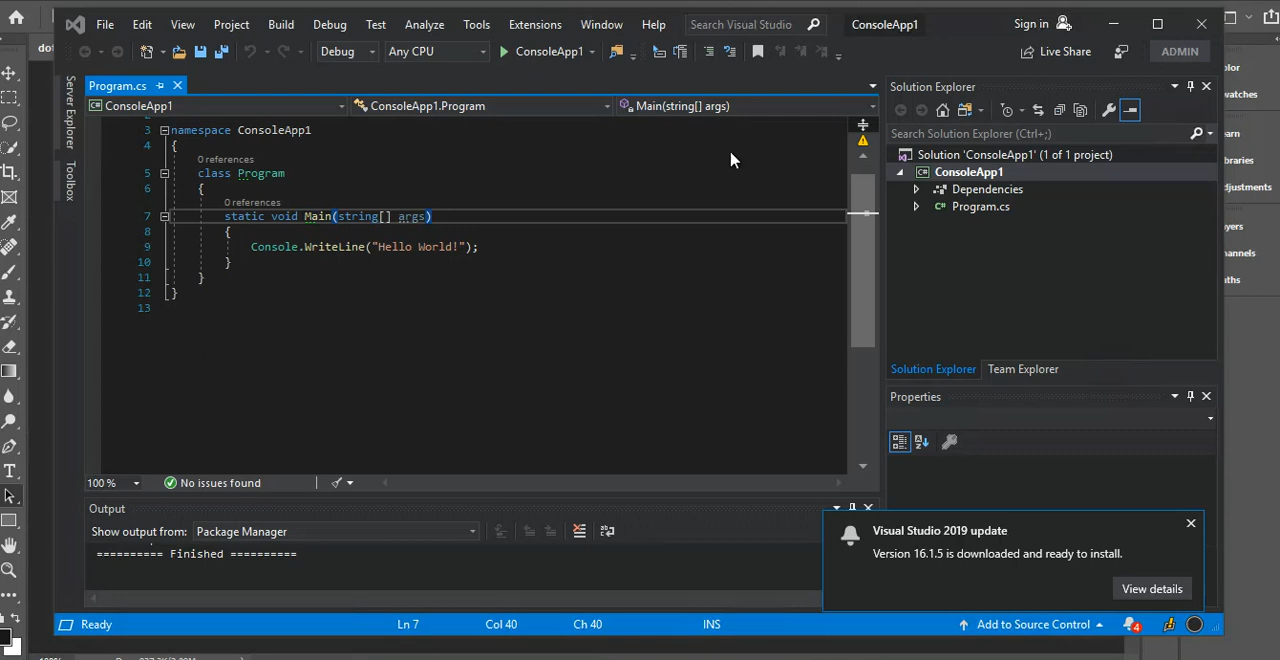 File Edit View Project Build Debug Test Analyze Tools Extensions Window Help Search Visual Studio ConsoleApp1 Sign in
Debug Any CPU ConsoleApp1 Live Share ADMIN
Server Explorer
Toolbox
Program.cs
ConsoleApp1 ConsoleApp1.Program Main(string[] args)
2
3 namespace ConsoleApp1
4 {
0 references
5 class Program
6 {
0 references
7 static void Main(string[] args)
8 {
9 Console.WriteLine("Hello World!");
10 }
11 }
12 }
13
100 % No issues found
Output
Show output from: Package Manager
========== Finished ==========
Solution Explorer
Search Solution Explorer (Ctrl+;)
Solution 'ConsoleApp1' (1 of 1 project)
ConsoleApp1
Dependencies
Program.cs
Solution Explorer Team Explorer
Properties
Visual Studio 2019 update
Version 16.1.5 is downloaded and ready to install.
View details
Ready Ln 7 Col 40 Ch 40 INS Add to Source Control 4